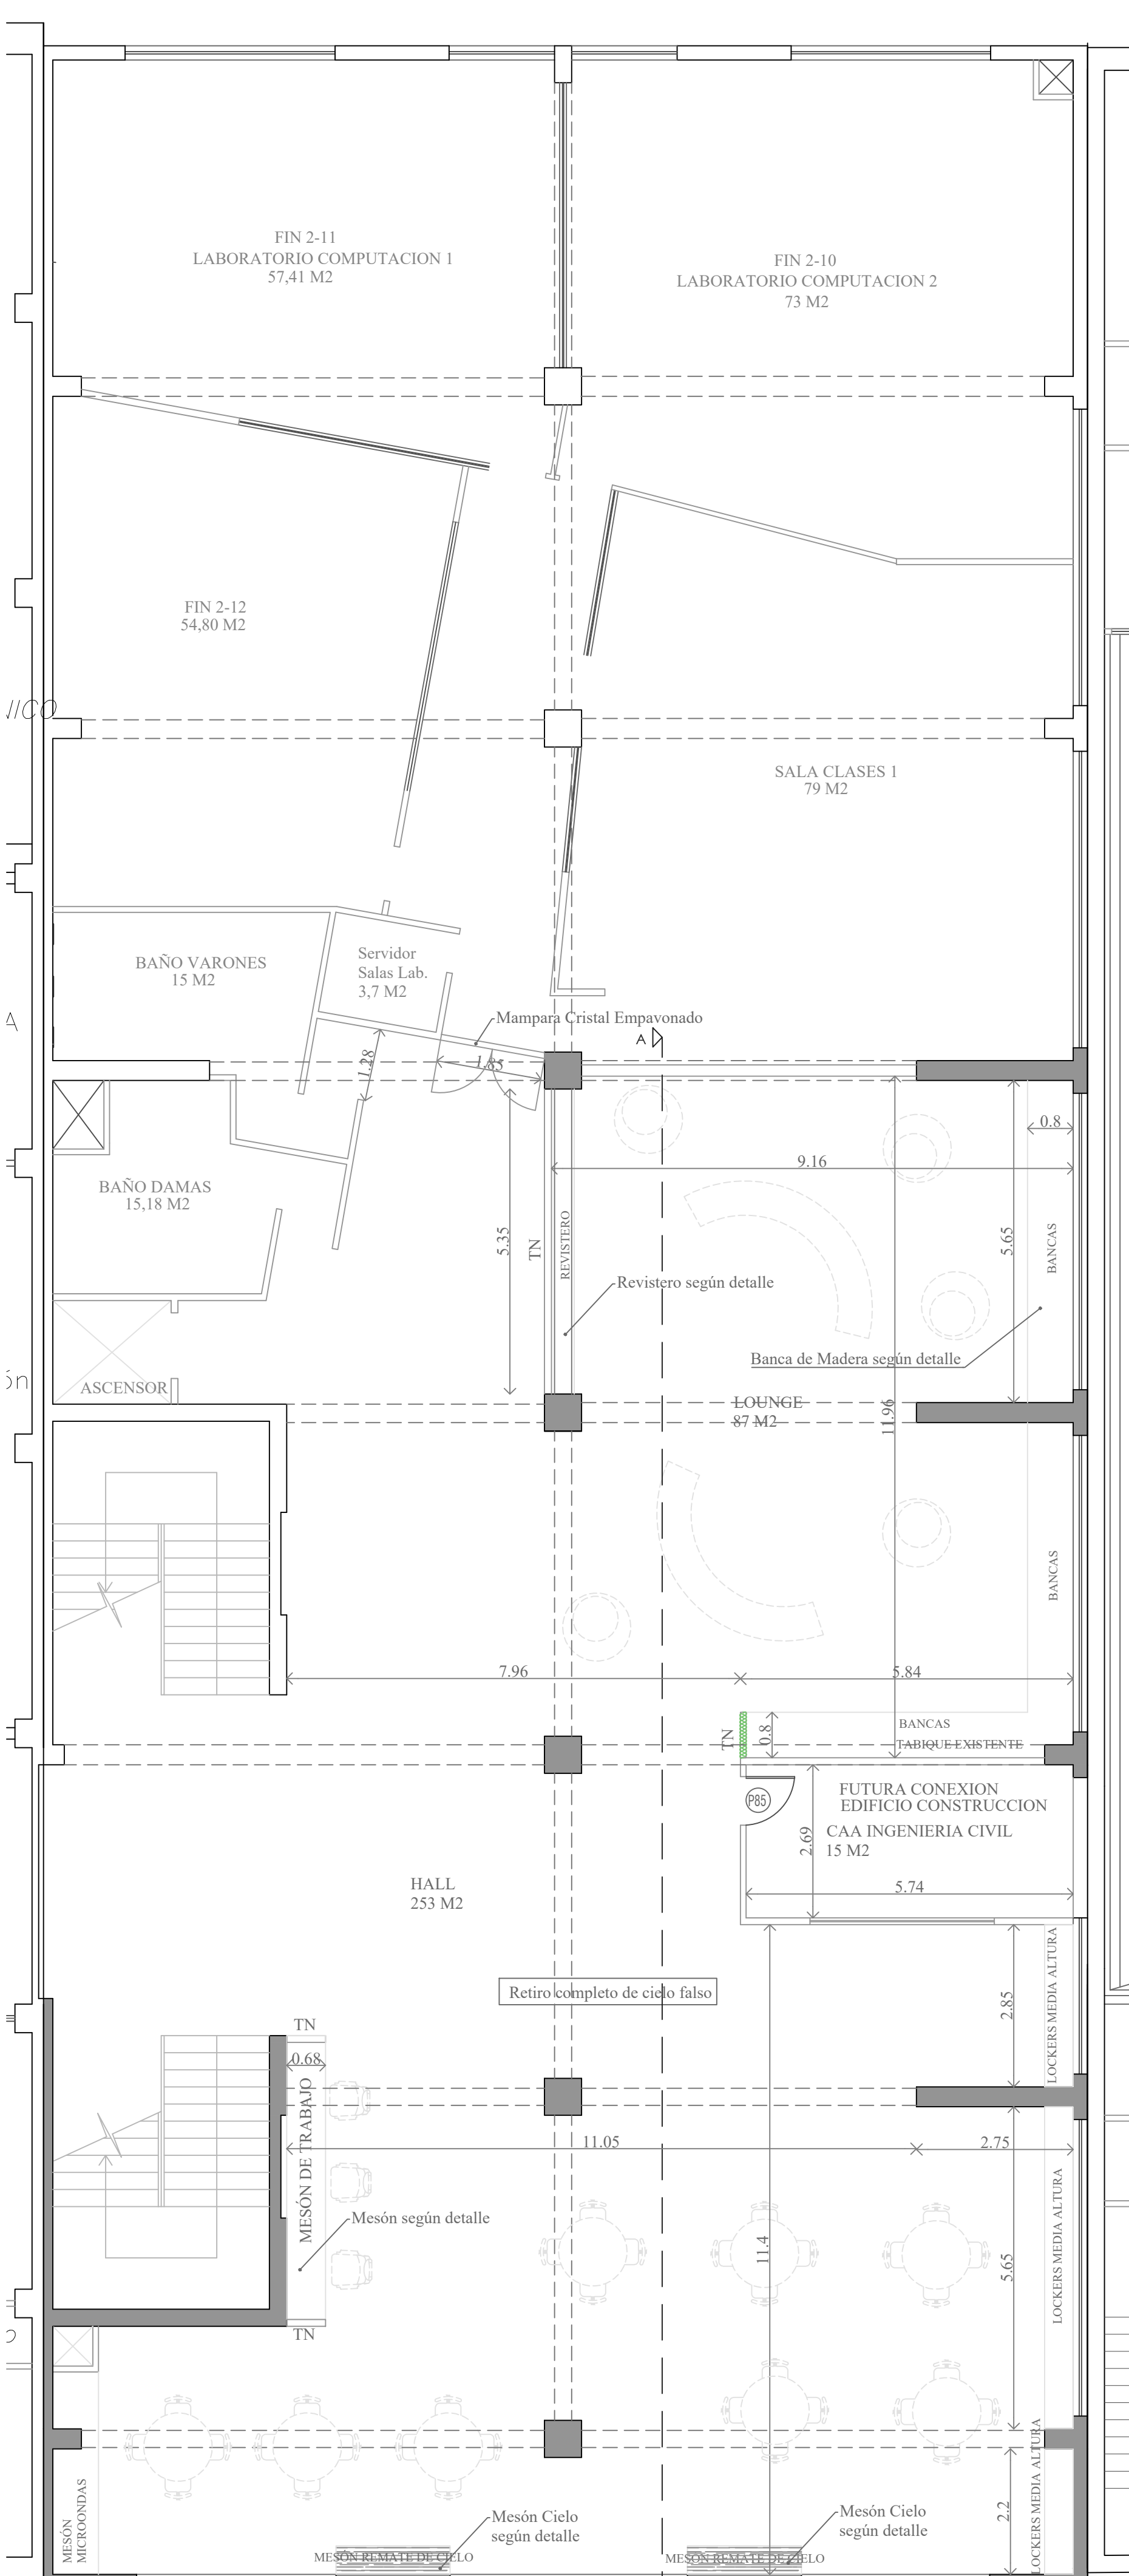 FIN 2-11
LABORATORIO COMPUTACION 1
57,41 M2
FIN 2-10
LABORATORIO COMPUTACION 2
73 M2
FIN 2-12
54,80 M2
NICO
SALA CLASES 1
79 M2
BAÑO VARONES
15 M2
Servidor
Salas Lab.
3,7 M2
Mampara Cristal Empavonado
A
A
1.28
1.85
0.8
9.16
BAÑO DAMAS
15,18 M2
5.35
TN
REVISTERO
5.65
BANCAS
Revistero según detalle
Banca de Madera según detalle
ón
ASCENSOR
LOUNGE
87 M2
11.96
BANCAS
7.96
5.84
TN
0.8
BANCAS
TABIQUE EXISTENTE
P85
FUTURA CONEXION
EDIFICIO CONSTRUCCION
CAA INGENIERIA CIVIL
15 M2
2.69
5.74
HALL
253 M2
Retiro completo de cielo falso
2.85
LOCKERS MEDIA ALTURA
TN
0.68
MESÓN DE TRABAJO
11.05
2.75
Mesón según detalle
11.4
5.65
LOCKERS MEDIA ALTURA
TN
MESÓN
MICROONDAS
Mesón Cielo
según detalle
Mesón Cielo
según detalle
2.2
LOCKERS MEDIA ALTURA
MESÓN REMATE DE CIELO
MESÓN REMATE DE CIELO